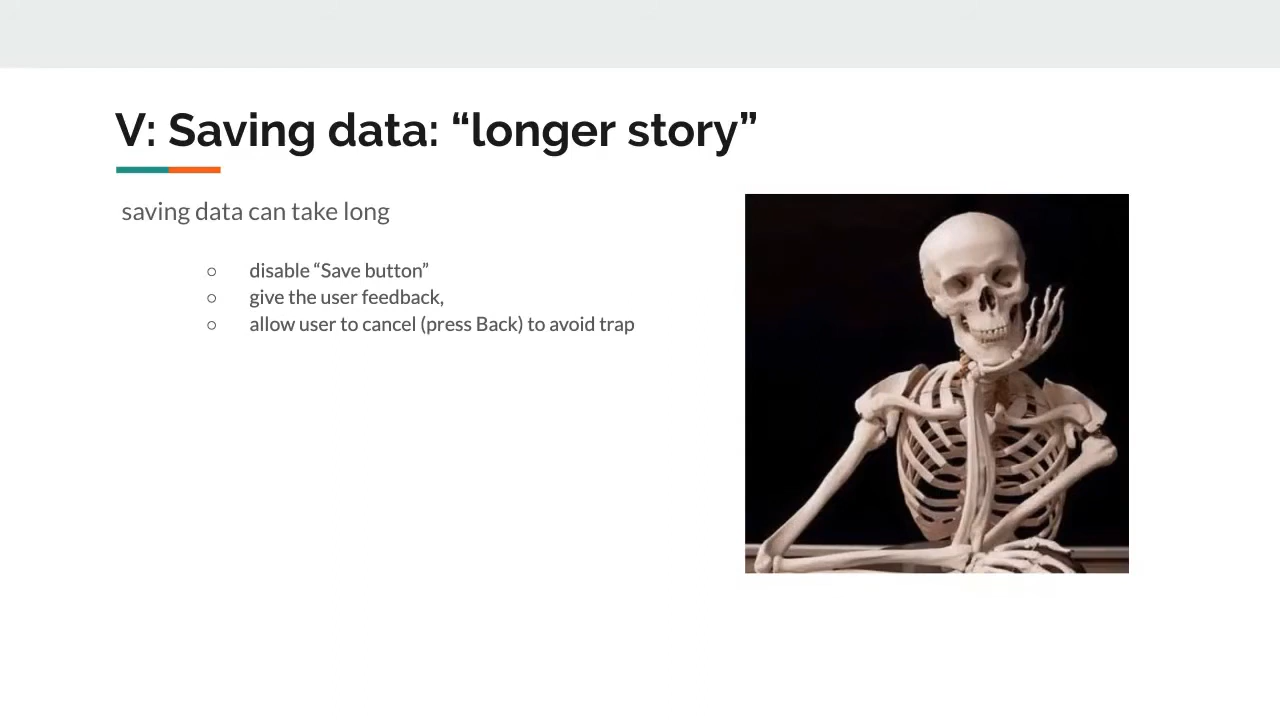 V: Saving data: “longer story”
saving data can take long
○ disable “Save button”
○ give the user feedback,
○ allow user to cancel (press Back) to avoid trap